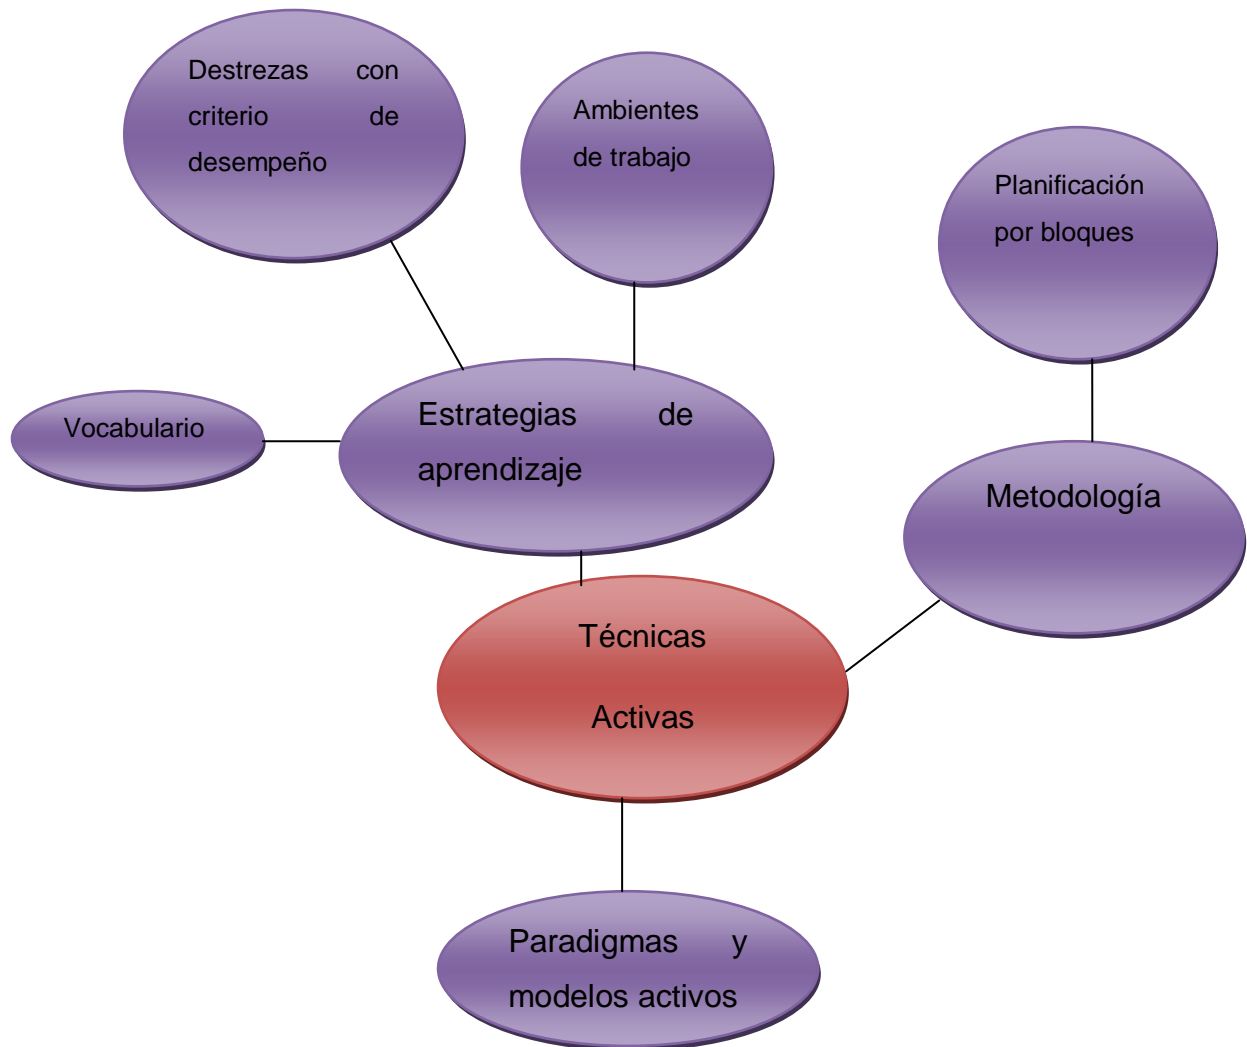 Destrezas con
criterio de
desempeño
Ambientes
de trabajo
Planificación
por bloques
Vocabulario
Estrategias de
aprendizaje
Metodología
Técnicas
Activas
Paradigmas y
modelos activos